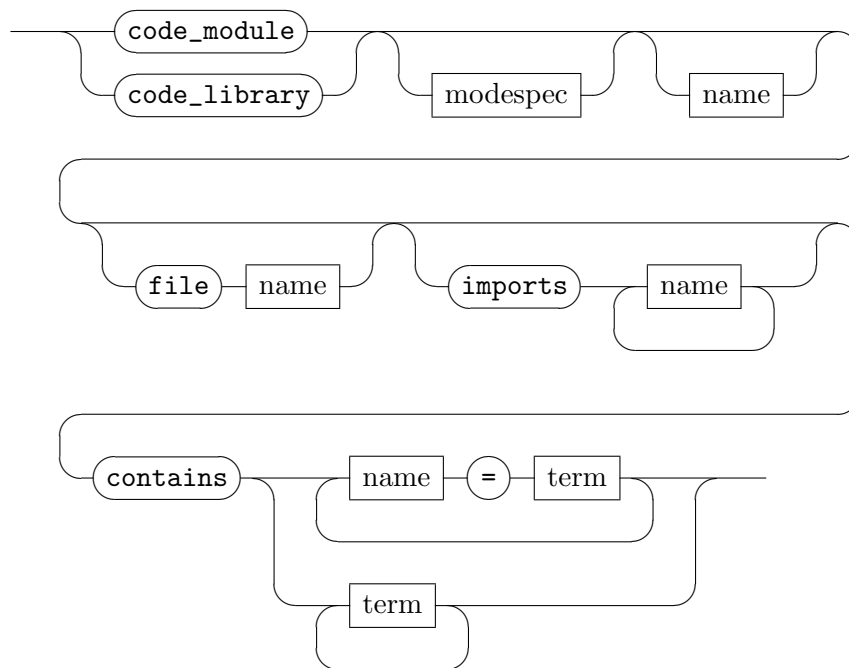 code_module
code_library modespec name
file name imports name
contains name = term
term